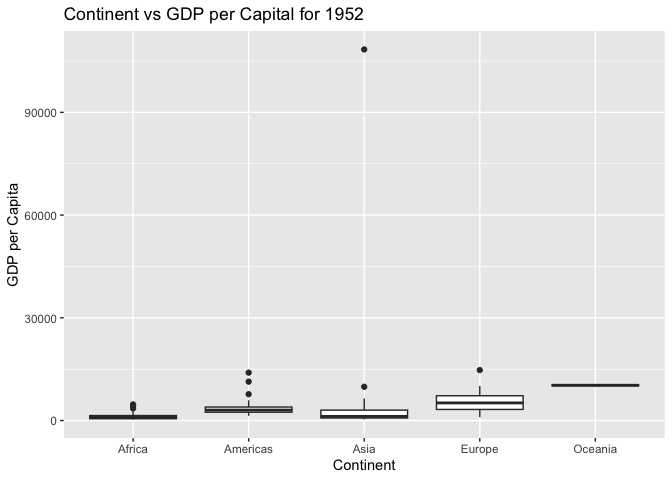 Continent vs GDP per Capital for 1952
90000
60000
30000
0
GDP per Capita
Africa Americas Asia Europe Oceania
Continent